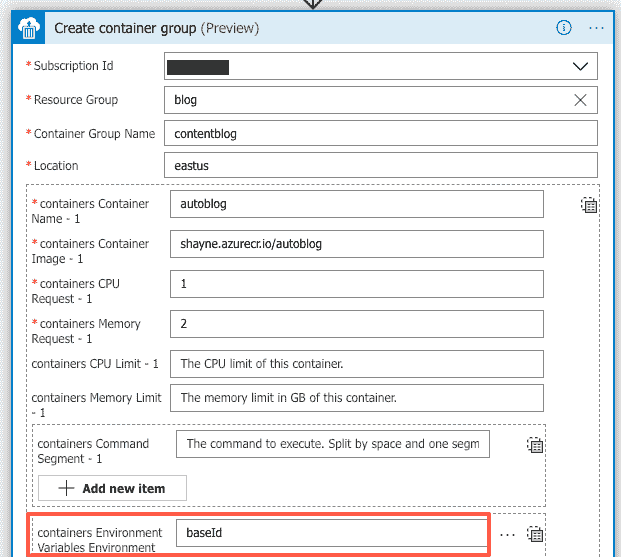 Create container group (Preview)
*Subscription Id
*Resource Group blog
*Container Group Name contentblog
*Location eastus
*containers Container
Name - 1
autoblog
*containers Container
Image - 1
shayne.azurecr.io/autoblog
*containers CPU
Request - 1
1
*containers Memory
Request - 1
2
containers CPU Limit - 1 The CPU limit of this container.
containers Memory Limit
- 1
The memory limit in GB of this container.
containers Command
Segment - 1
The command to execute. Split by space and one segm
Add new item
containers Environment
Variables Environment
baseId